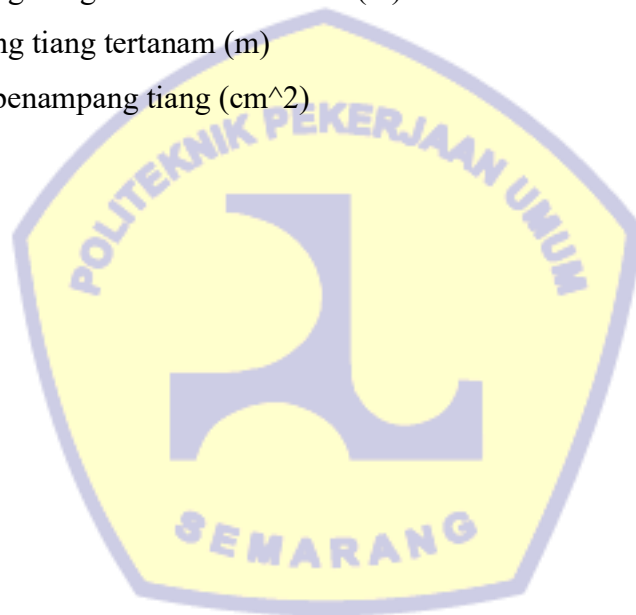 ng tiang tertanam (m)
penampang tiang (cm^2)
POLITEKNIK PEKERJAAN UMUM
SEMARANG